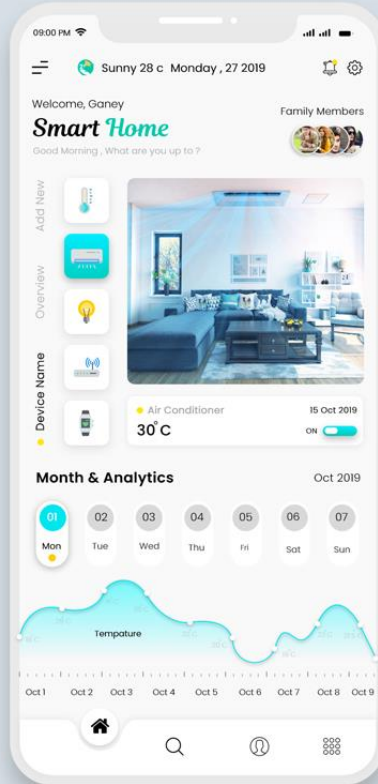 09:00 PM
Sunny 28 c Monday , 27 2019
Welcome, Ganey
Smart Home
Good Morning , What are you up to ?
Family Members
Add New
Overview
Device Name
Air Conditioner
15 Oct 2019
30°C
ON
Month & Analytics
Oct 2019
01 02 03 04 05 06 07
Mon Tue Wed Thu Fri Sat Sun
Tempature
Oct 1 Oct 2 Oct 3 Oct 4 Oct 5 Oct 6 Oct 7 Oct 8 Oct 9